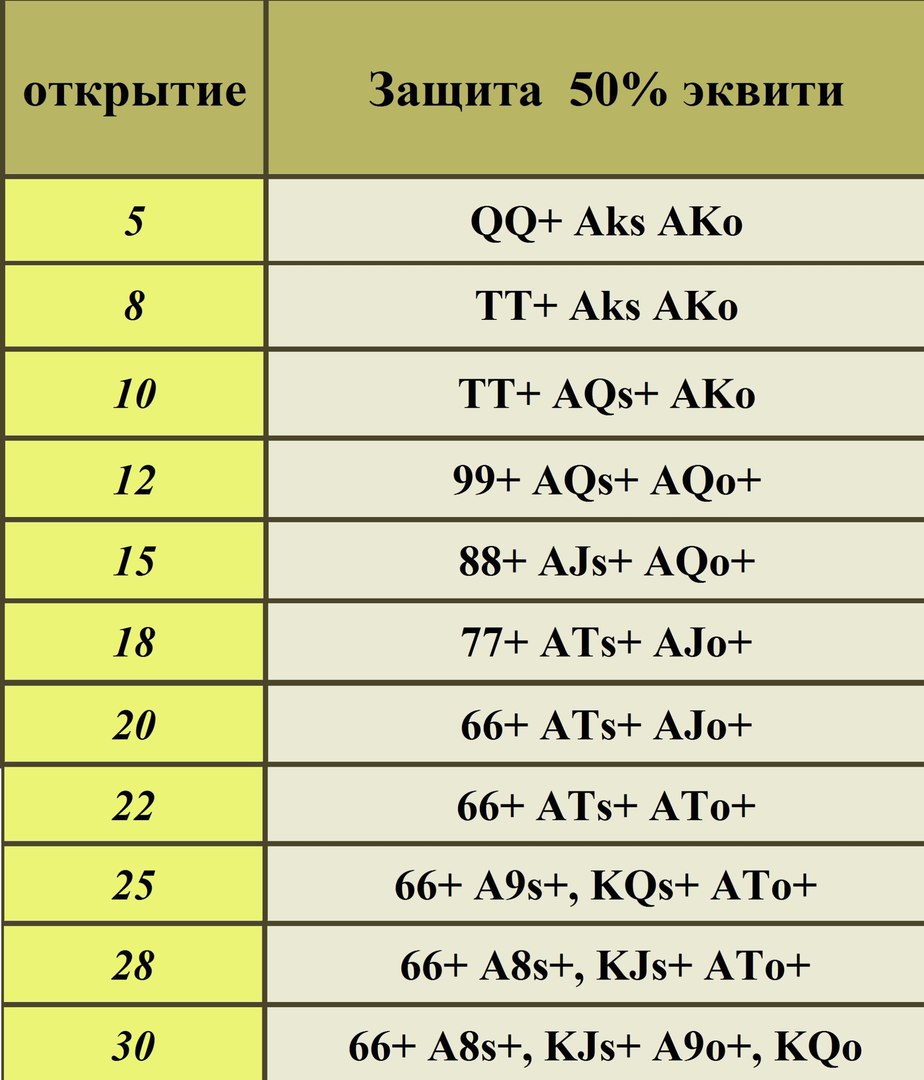 открытие Защита 50% эквити
5 QQ+ Aks AKo
8 TT+ Aks AKo
10 TT+ AQs+ AKo
12 99+ AQs+ AQo+
15 88+ AJs+ AQo+
18 77+ ATs+ AJo+
20 66+ ATs+ AJo+
22 66+ ATs+ ATo+
25 66+ A9s+, KQs+ ATo+
28 66+ A8s+, KJs+ ATo+
30 66+ A8s+, KJs+ A9o+, KQo